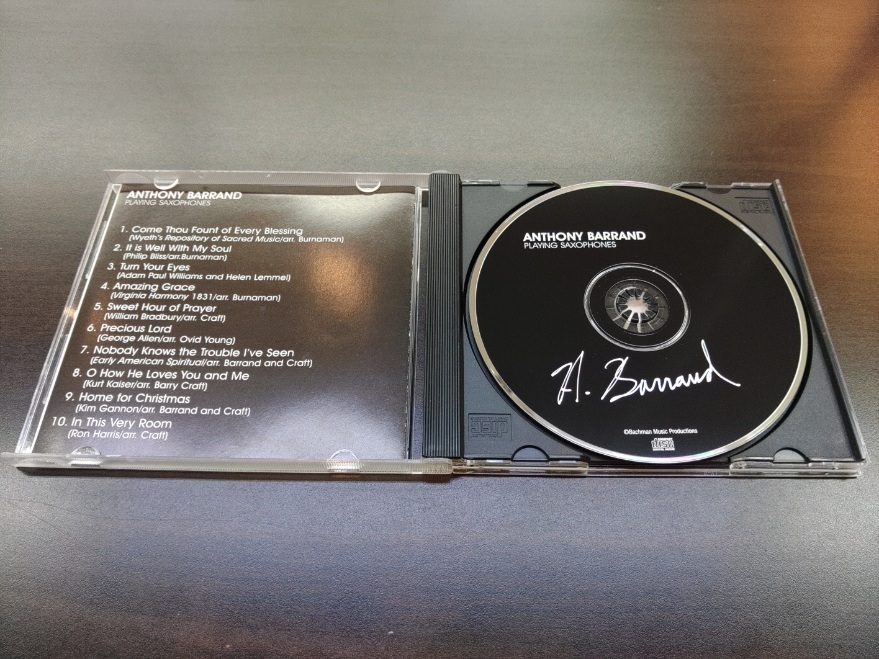 ANTHONY BARRAND
PLAYING SAXOPHONES
1. Come Thou Fount of Every Blessing
(Wyeth's Repository of Sacred Music/arr. Burnaman)
2. It is Well With My Soul
(Philip Bliss/arr.Burnaman)
3. Turn Your Eyes
(Adam Paul Williams and Helen Lemmel)
4. Amazing Grace
(Virginia Harmony 1831/arr. Burnaman)
5. Sweet Hour of Prayer
(William Bradbury/arr. Craft)
6. Precious Lord
(George Allen/arr. Ovid Young)
7. Nobody Knows the Trouble I've Seen
(Early American Spiritual/arr. Barrand and Craft)
8. O How He Loves You and Me
(Kurt Kaiser/arr. Barry Craft)
9. Home for Christmas
(Kim Gannon/arr. Barrand and Craft)
10. In This Very Room
(Ron Harris/arr. Craft)
ANTHONY BARRAND
PLAYING SAXOPHONES
A. Barrand
©Bachman Music Productions
COMPACT
disc
DIGITAL AUDIO